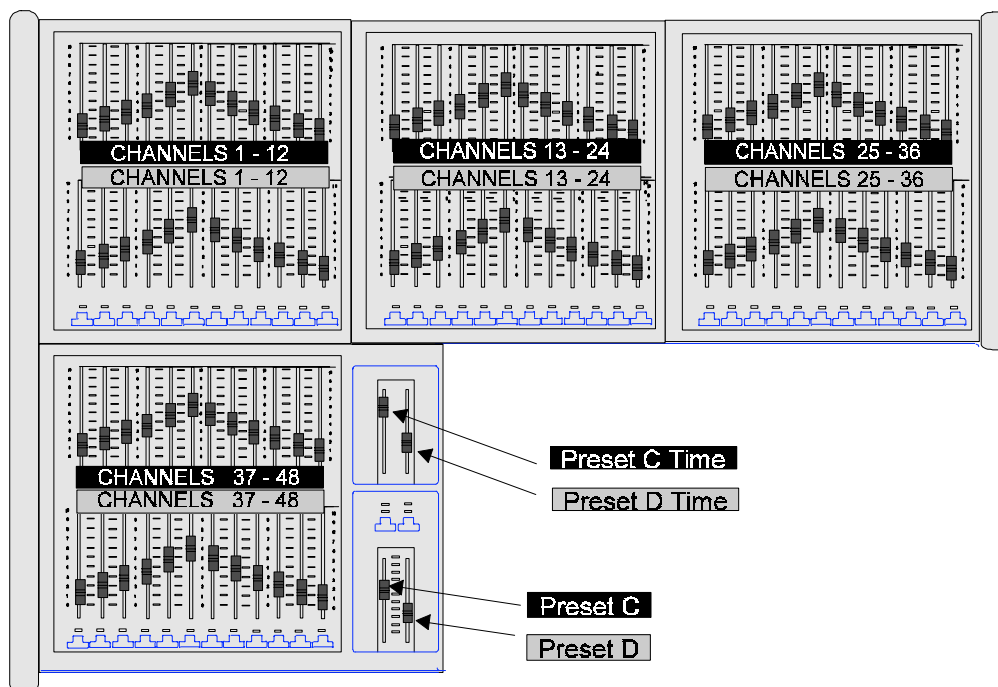 CHANNELS 1 - 12
CHANNELS 1 - 12
CHANNELS 13 - 24
CHANNELS 13 - 24
CHANNELS 25 - 36
CHANNELS 25 - 36
CHANNELS 37 - 48
CHANNELS 37 - 48
Preset C Time
Preset D Time
Preset C
Preset D